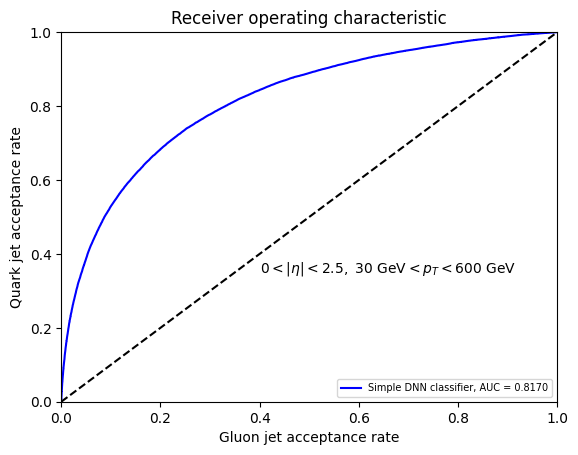 Receiver operating characteristic
1.0
0.8
0.6
0.4
0.2
0.0
Quark jet acceptance rate
0 < |η| < 2.5, 30 GeV < p_T < 600 GeV
Simple DNN classifier, AUC = 0.8170
0.0 0.2 0.4 0.6 0.8 1.0
Gluon jet acceptance rate